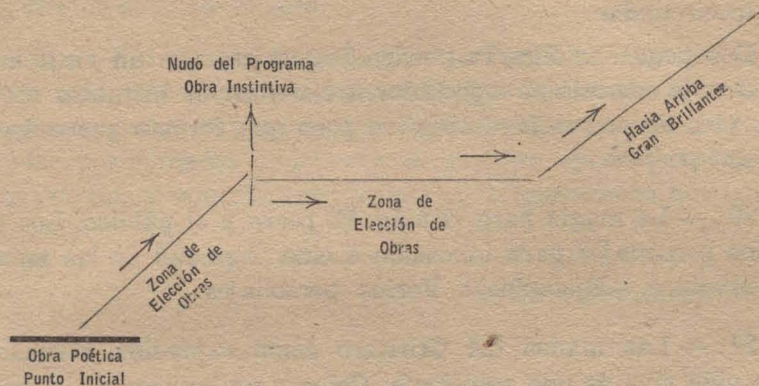 Nudo del Programa
Obra Instintiva
Hacia Arriba
Gran Brillantez
Zona de
Elección de
Obras
Zona de
Elección de
Obras
Obra Poética
Punto Inicial